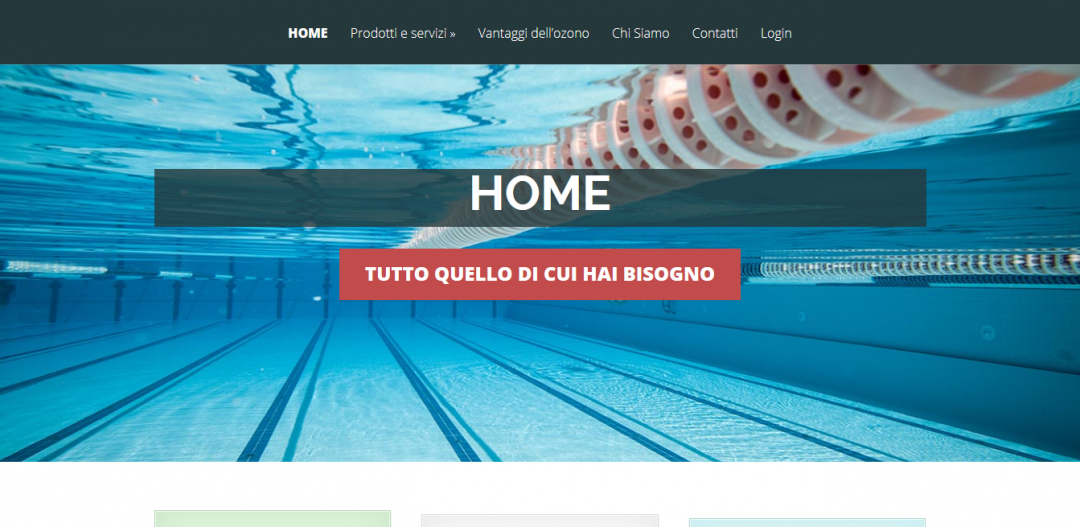 HOME Prodotti e servizi » Vantaggi dell'ozono Chi Siamo Contatti Login
HOME
TUTTO QUELLO DI CUI HAI BISOGNO